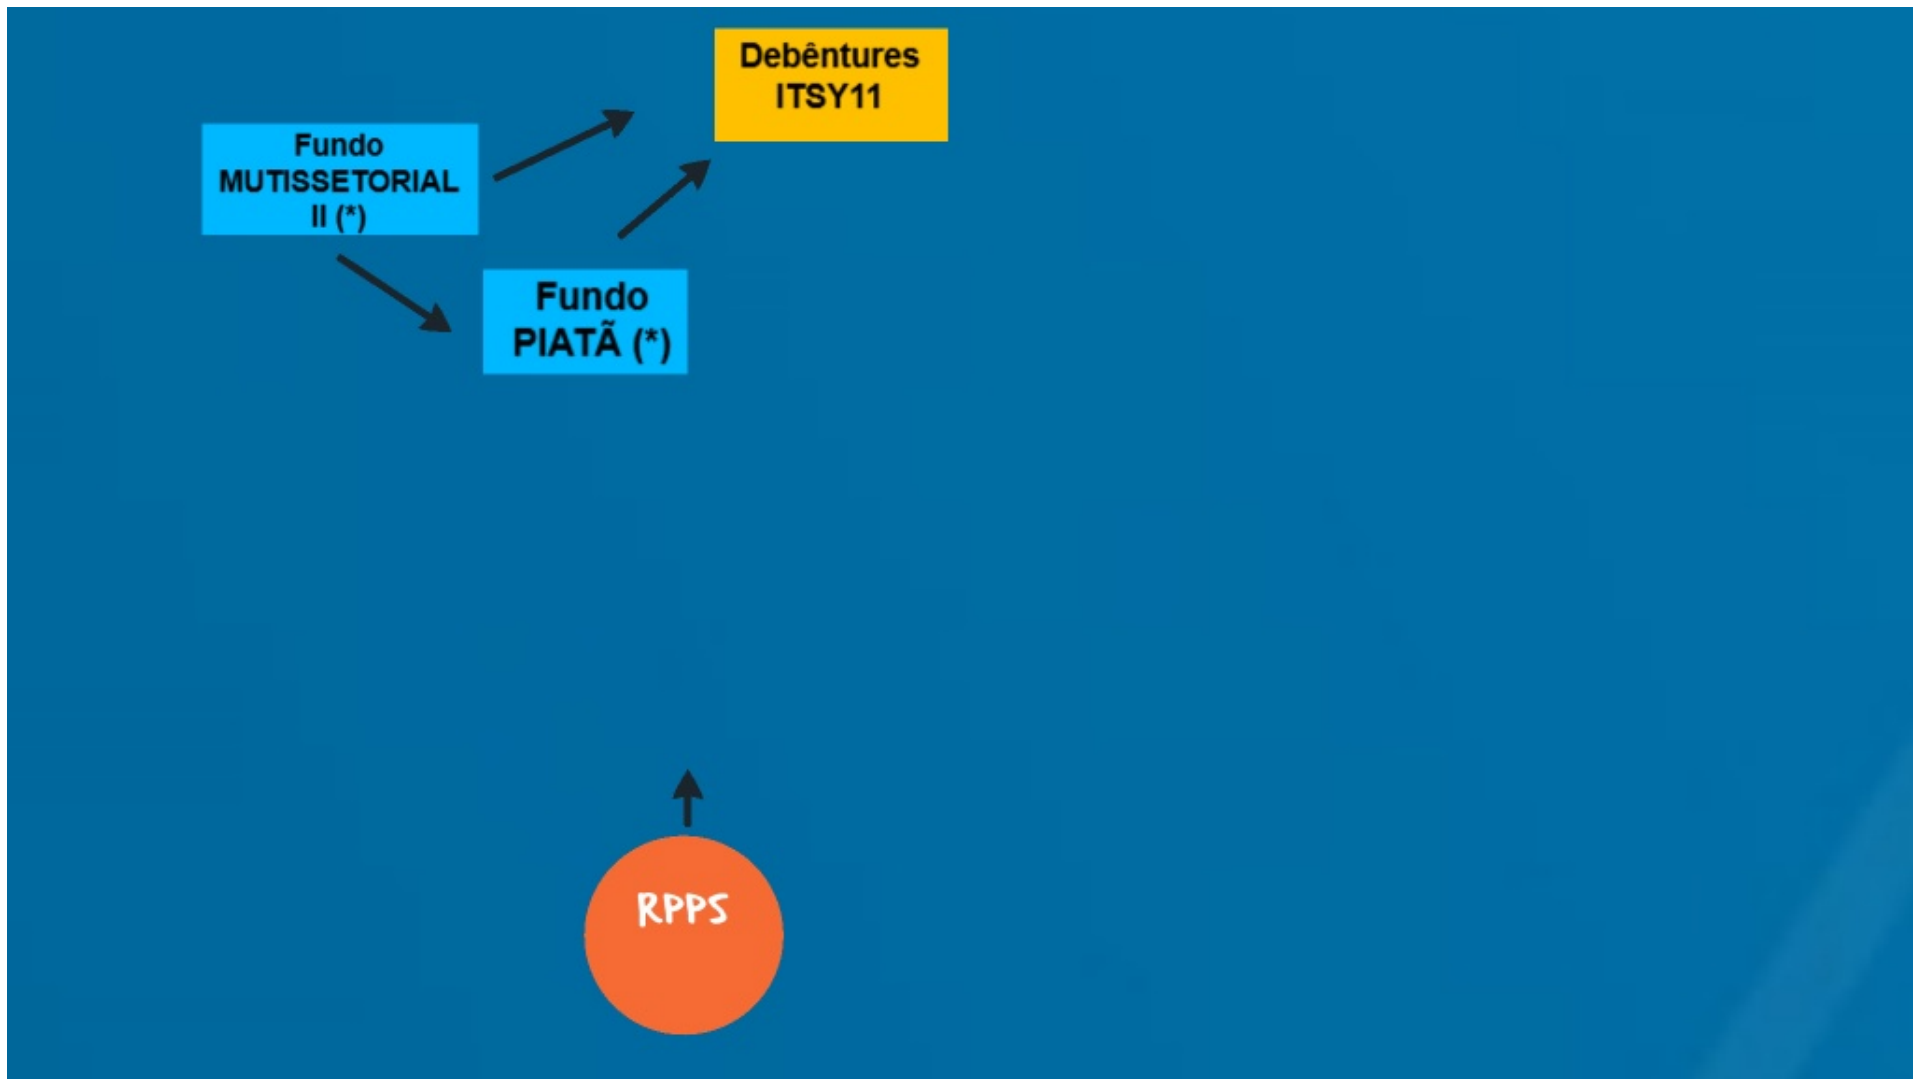 Debêntures
ITSY11
Fundo
MUTISSETORIAL
II (*)
Fundo
PIATÃ (*)
RPPS